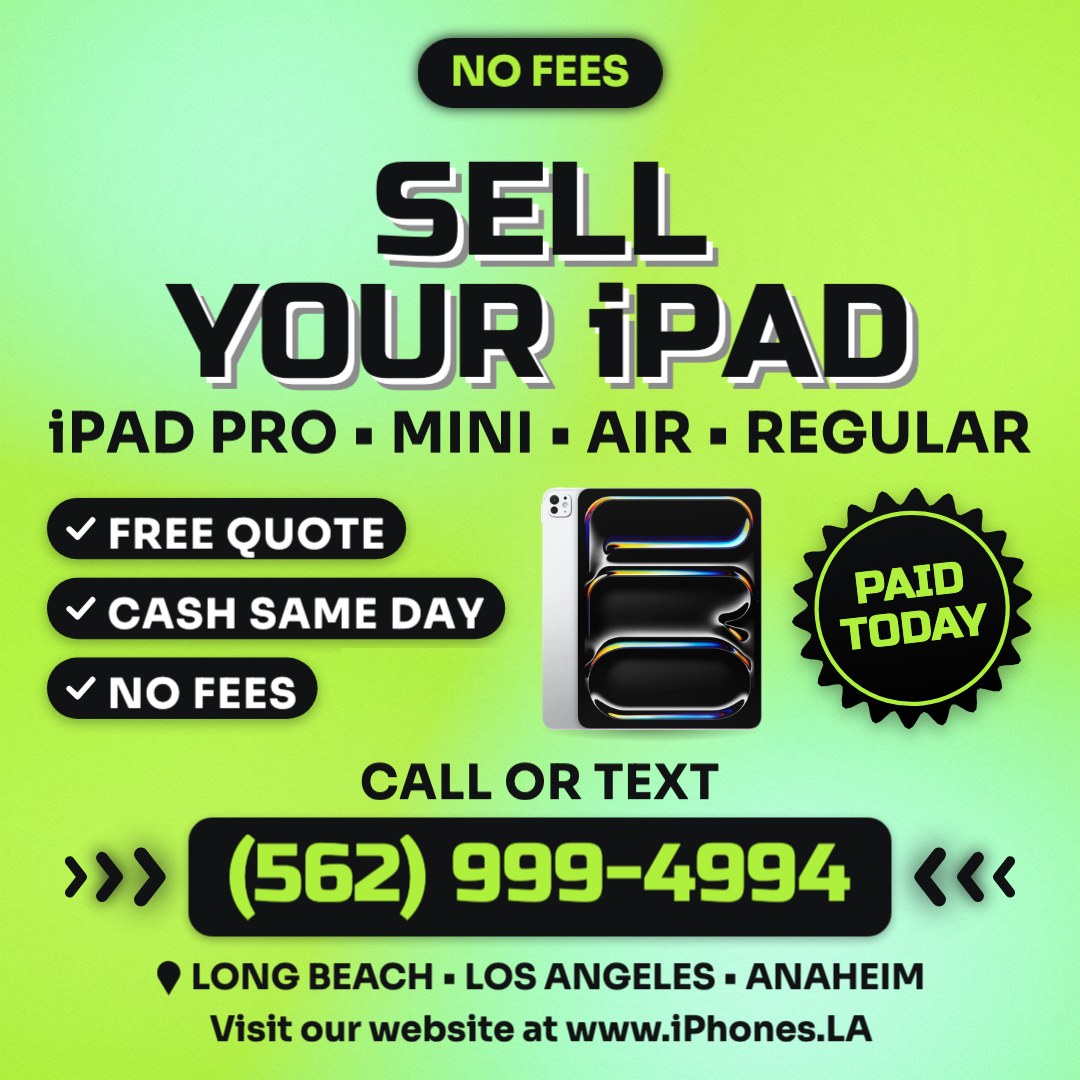 NO FEES
SELL
YOUR iPAD
iPAD PRO ▪ MINI ▪ AIR ▪ REGULAR
✓ FREE QUOTE
✓ CASH SAME DAY
✓ NO FEES
PAID
TODAY
CALL OR TEXT
(562) 999-4994
LONG BEACH ▪ LOS ANGELES ▪ ANAHEIM
Visit our website at www.iPhones.LA